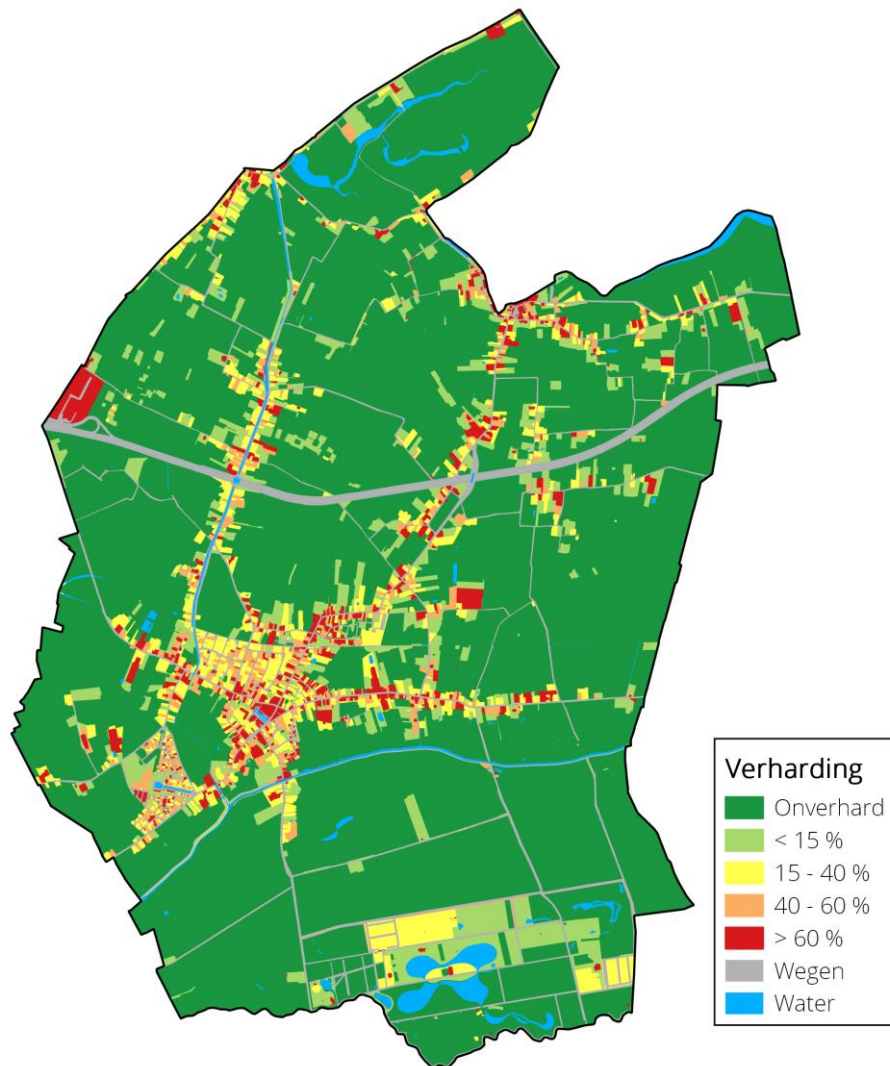 Verharding
Onverhard
< 15 %
15 - 40 %
40 - 60 %
> 60 %
Wegen
Water